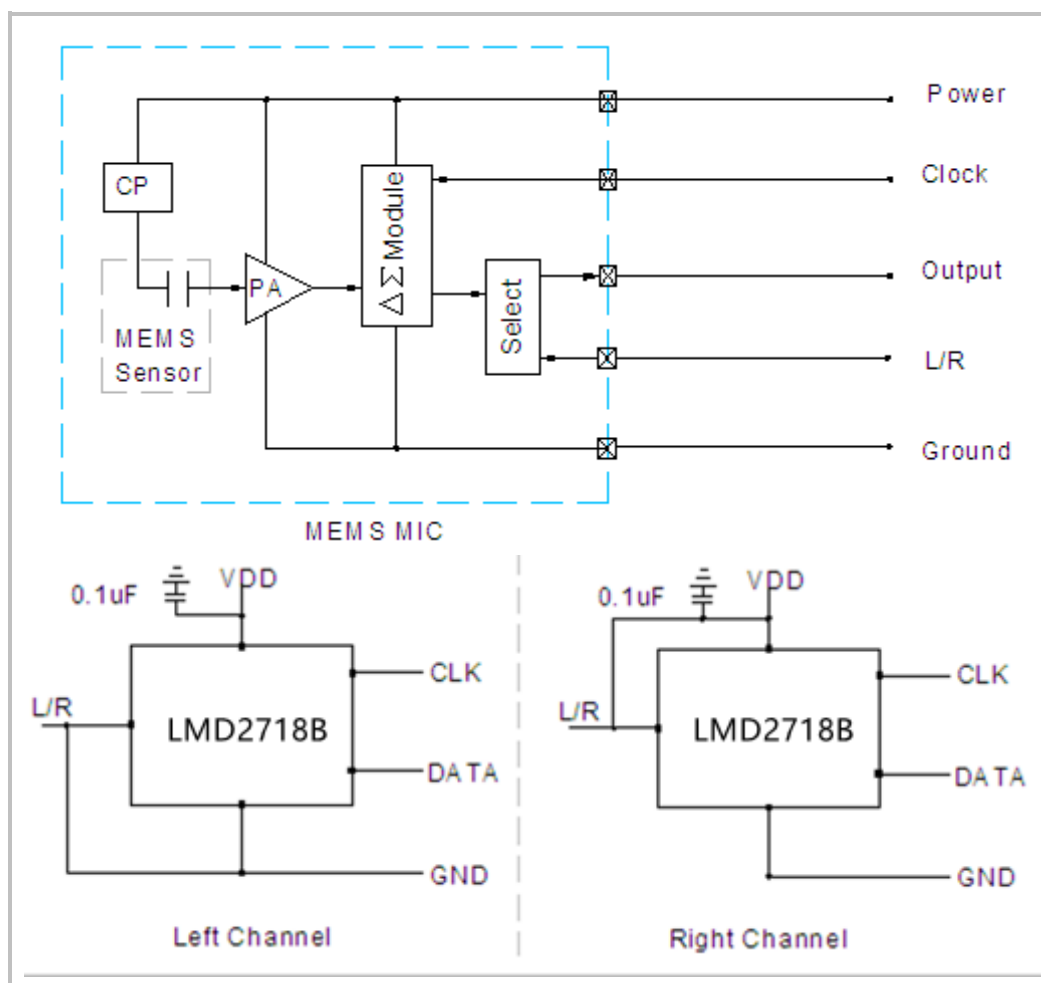 Power
CP
Clock
ΔΣ Module
PA
Output
Select
MEMS
Sensor
L/R
Ground
MEMS MIC
0.1uF
VDD
CLK
L/R
LMD2718B
DATA
GND
Left Channel
0.1uF
VDD
CLK
L/R
LMD2718B
DATA
GND
Right Channel